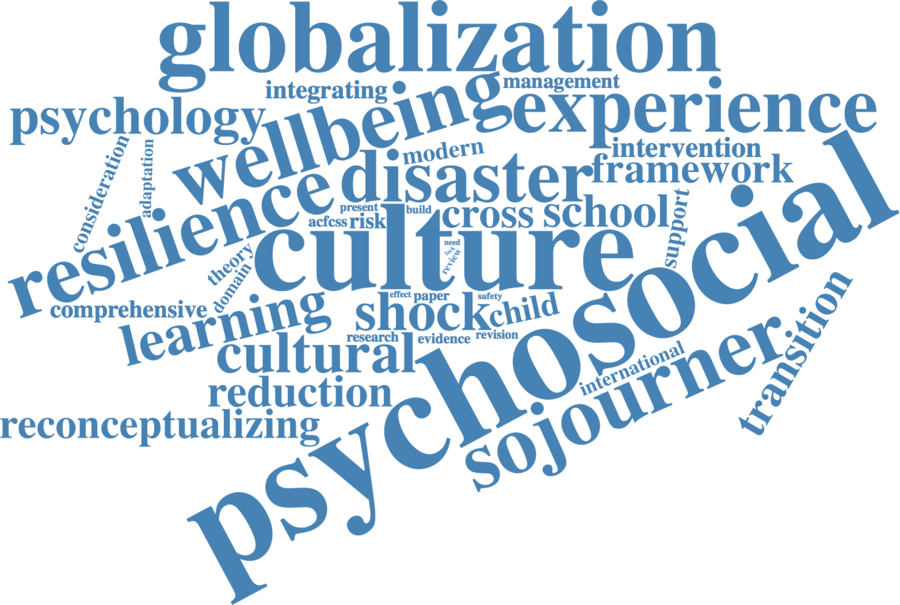 globalization
integrating
management
psychology
wellbeing
experience
consideration
adaptation
modern
intervention
disaster
framework
resilience
present
build
acfcss
risk
cross
school
support
culture
need
lack
review
theory
domain
psychosocial
comprehensive
learning
effect
paper
safety
shock
child
transition
research
evidence
revision
cultural
international
sojourner
reduction
reconceptualizing